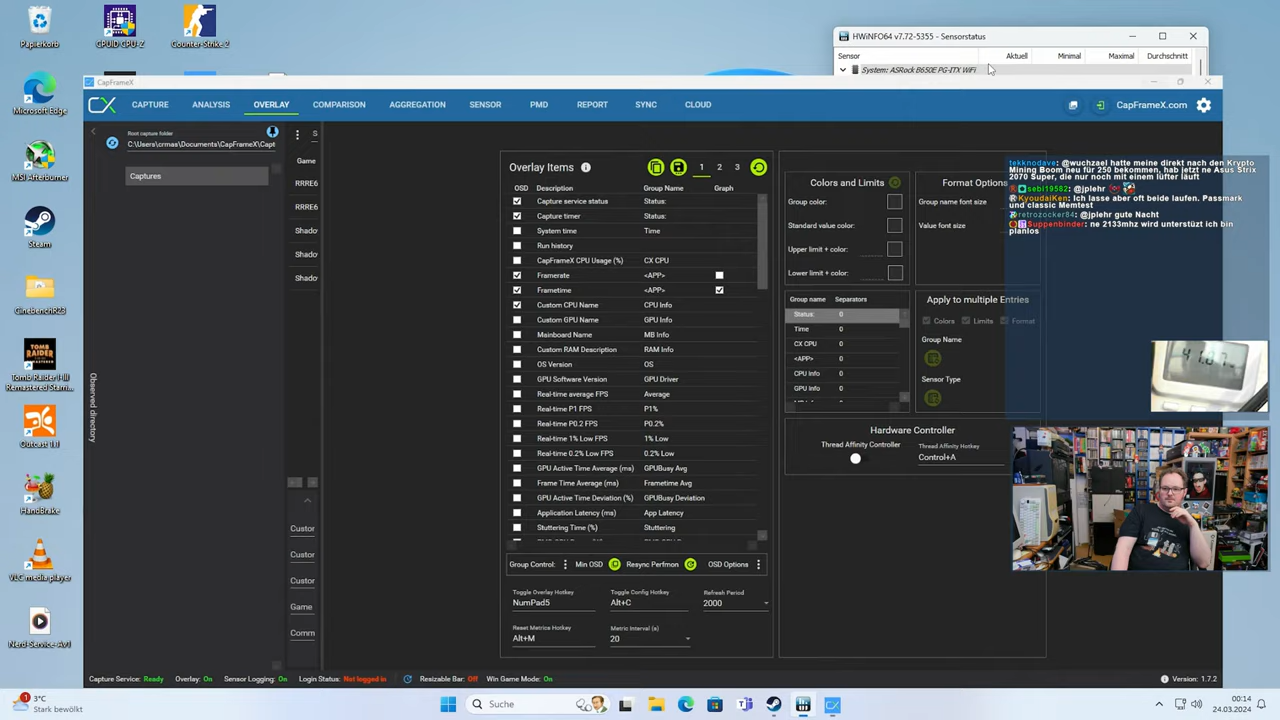 Papierkorb
CPUID CPU-Z
Counter-Strike 2
Microsoft Edge
MSI Afterburner
Steam
CinebenchR23
Tomb Raider I-III
Remastered Starri...
Outcast 1.1
HandBrake
VLC media player
Nerd-Service-AV1
HWiNFO64 v7.72-5355 - Sensorstatus
Sensor
Aktuell
Minimal
Maximal
Durchschnitt
System: ASRock B650E PG-ITX WiFi
CapFrameX
CX
CAPTURE
ANALYSIS
OVERLAY
COMPARISON
AGGREGATION
SENSOR
PMD
REPORT
SYNC
CLOUD
CapFrameX.com
Root capture folder
C:\Users\crmas\Documents\CapFrameX\Capt
Captures
Observed directory
S
Game
RRRE6
RRRE6
Shado
Shado
Shado
Custor
Custor
Custor
Game
Comm
Overlay Items
1 2 3
OSD Description Group Name Graph
Capture service status Status:
Capture timer Status:
System time Time
Run history
CapFrameX CPU Usage (%) CX CPU
Framerate <APP>
Frametime <APP>
Custom CPU Name CPU Info
Custom GPU Name GPU Info
Mainboard Name MB Info
Custom RAM Description RAM Info
OS Version OS
GPU Software Version GPU Driver
Real-time average FPS Average
Real-time P1 FPS P1%
Real-time P0.2 FPS P0.2%
Real-time 1% Low FPS 1% Low
Real-time 0.2% Low FPS 0.2% Low
GPU Active Time Average (ms) GPUBusy Avg
Frame Time Average (ms) Frametime Avg
GPU Active Time Deviation (%) GPUBusy Deviation
Application Latency (ms) App Latency
Stuttering Time (%) Stuttering
Group Control:
Min OSD
Resync Perfmon
OSD Options
Toggle Overlay Hotkey
NumPad5
Toggle Config Hotkey
Alt+C
Refresh Period
2000
Reset Metrics Hotkey
Alt+M
Metric Interval (s)
20
Colors and Limits
Group color:
Standard value color:
Upper limit + color:
Lower limit + color:
Format Options
Group name font size
Value font size
Group name Separators
Status: 0
Time 0
CX CPU 0
<APP> 0
CPU Info 0
GPU Info 0
Apply to multiple Entries
Colors
Limits
Format
Group Name
Sensor Type
Hardware Controller
Thread Affinity Controller
Thread Affinity Hotkey
Control+A
tekknodave: @wuchzael hatte meine direkt nach den Krypto
Mining Boom neu für 250 bekommen, hab jetzt ne Asus Strix
2070 Super, die nur noch mit einem lüfter läuft
sebi19582: @jplehr
KyoudaiKen: Ich lasse aber oft beide laufen. Passmark
und classic Memtest
retrozocker84: @jplehr gute Nacht
Suppenbinder: ne 2133mhz wird unterstüzt ich bin
planlos
Capture Service: Ready
Overlay: On
Sensor Logging: On
Login Status: Not logged in
Resizable Bar: Off
Win Game Mode: On
Version: 1.7.2
1
3°C
Stark bewölkt
Suche
00:14
24.03.2024